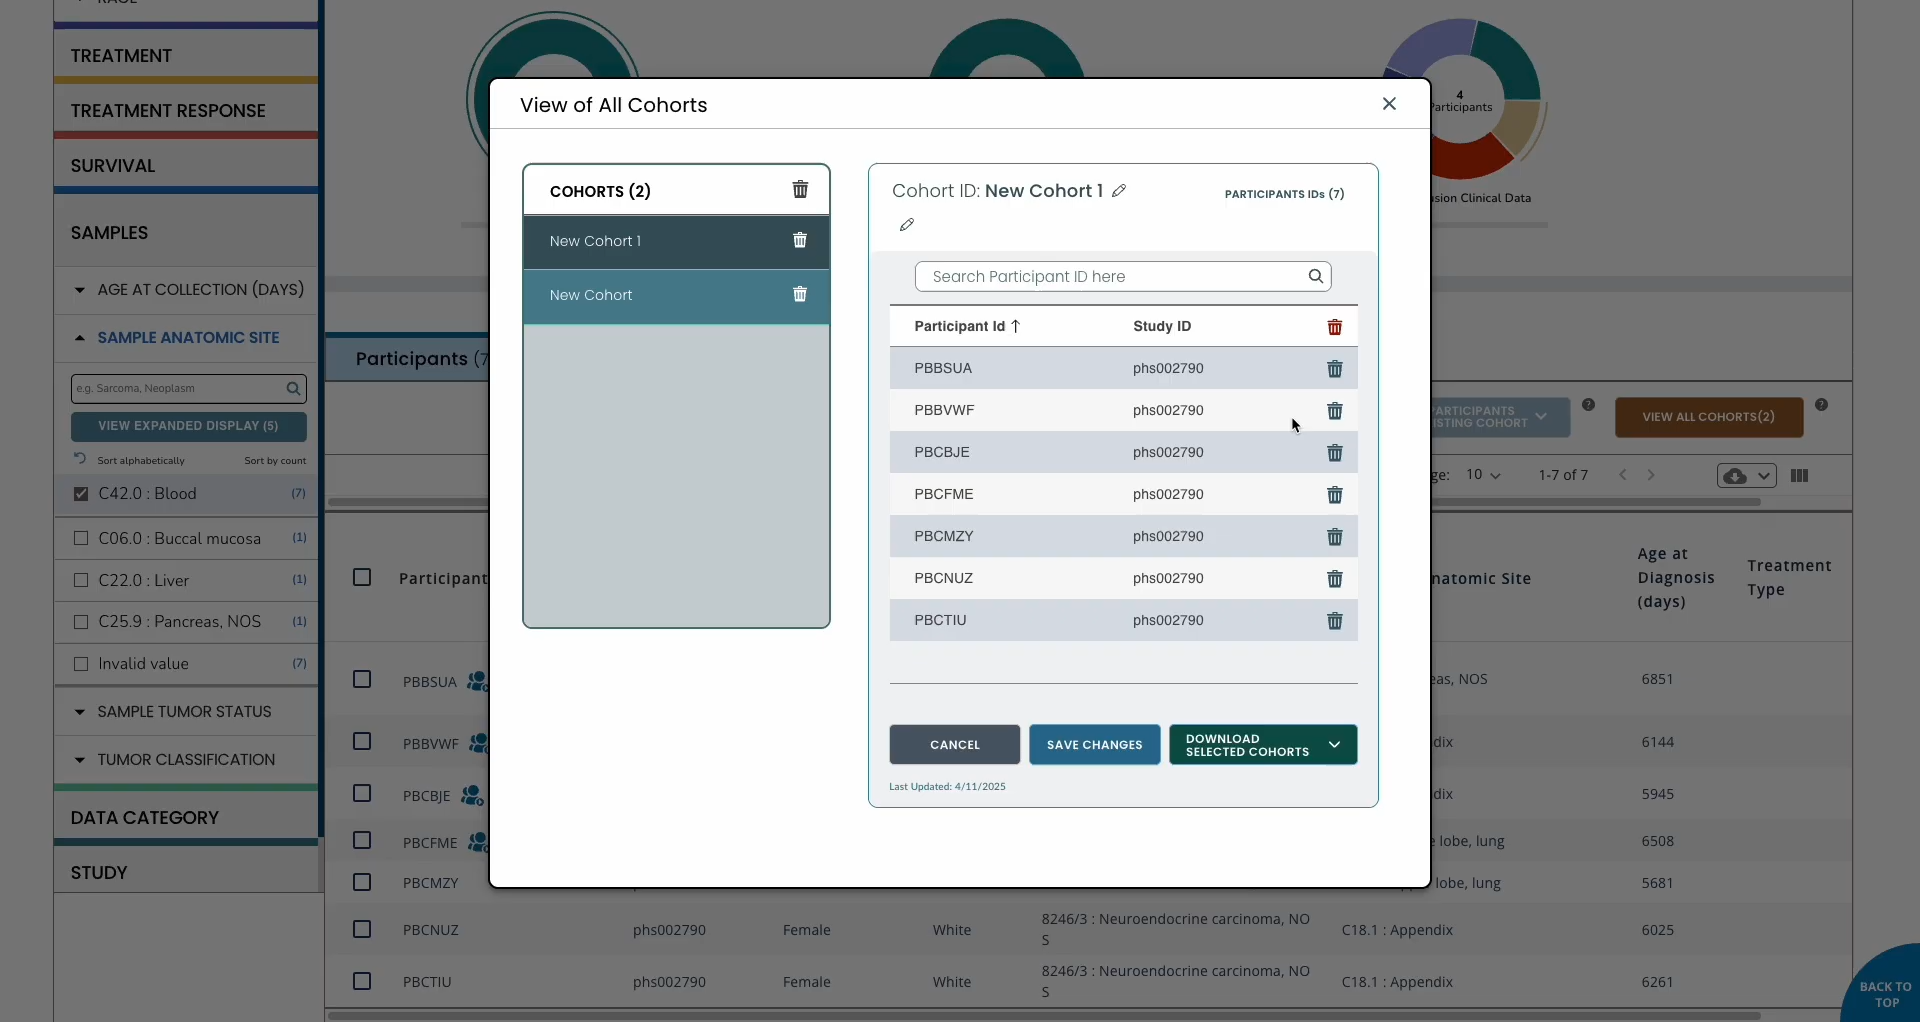 TREATMENT
TREATMENT RESPONSE
SURVIVAL
SAMPLES
AGE AT COLLECTION (DAYS)
SAMPLE ANATOMIC SITE
e.g. Sarcoma, Neoplasm
VIEW EXPANDED DISPLAY (5)
Sort alphabetically Sort by count
C42.0 : Blood (7)
C06.0 : Buccal mucosa (1)
C22.0 : Liver (1)
C25.9 : Pancreas, NOS (1)
Invalid value (7)
SAMPLE TUMOR STATUS
TUMOR CLASSIFICATION
DATA CATEGORY
STUDY
4
Participants
sion Clinical Data
Participants (7
View of All Cohorts
COHORTS (2)
New Cohort 1
New Cohort
Cohort ID: New Cohort 1
PARTICIPANTS IDs (7)
Search Participant ID here
Participant Id Study ID
PBBSUA phs002790
PBBVWF phs002790
PBCBJE phs002790
PBCFME phs002790
PBCMZY phs002790
PBCNUZ phs002790
PBCTIU phs002790
CANCEL
SAVE CHANGES
DOWNLOAD
SELECTED COHORTS
Last Updated: 4/11/2025
PARTICIPANTS
ISTING COHORT
?
VIEW ALL COHORTS(2)
?
ge: 10 1-7 of 7
Participant
natomic Site
Age at
Diagnosis
(days)
Treatment
Type
PBBSUA eas, NOS 6851
PBBVWF dix 6144
PBCBJE dix 5945
PBCFME lobe, lung 6508
PBCMZY lobe, lung 5681
PBCNUZ phs002790 Female White 8246/3 : Neuroendocrine carcinoma, NO
S C18.1 : Appendix 6025
PBCTIU phs002790 Female White 8246/3 : Neuroendocrine carcinoma, NO
S C18.1 : Appendix 6261
BACK TO
TOP